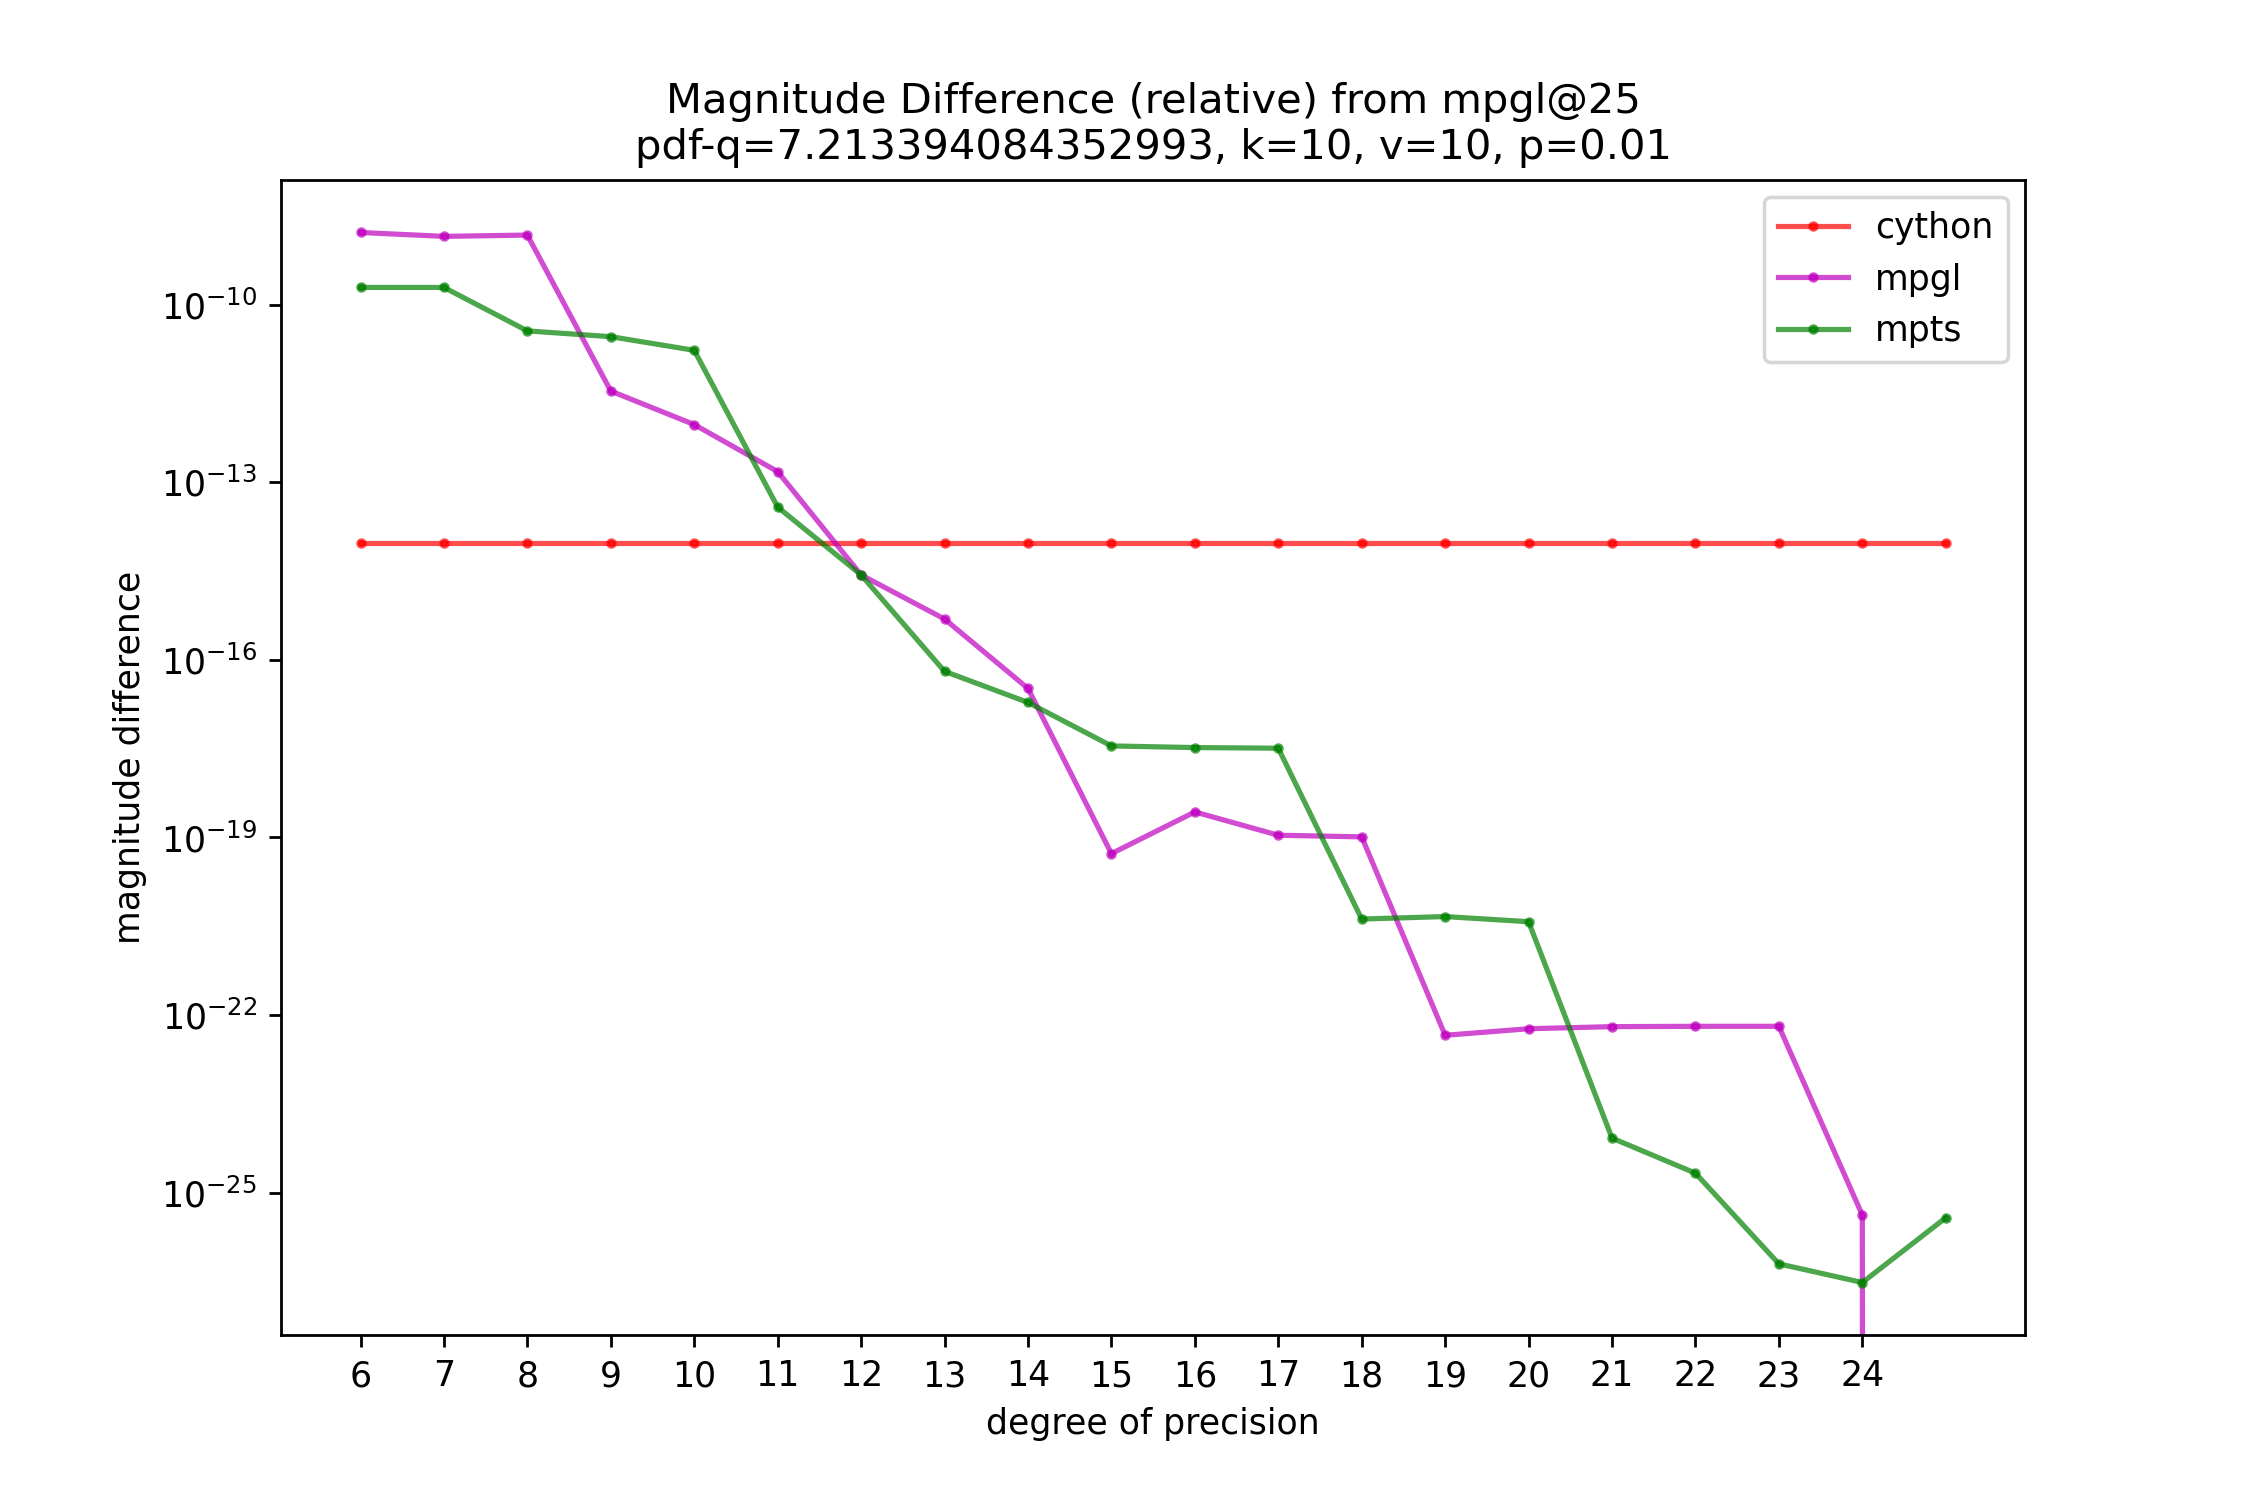 Magnitude Difference (relative) from mpgl@25
pdf-q=7.213394084352993, k=10, v=10, p=0.01
cython
mpgl
mpts
magnitude difference
10⁻¹⁰
10⁻¹³
10⁻¹⁶
10⁻¹⁹
10⁻²²
10⁻²⁵
6 7 8 9 10 11 12 13 14 15 16 17 18 19 20 21 22 23 24
degree of precision